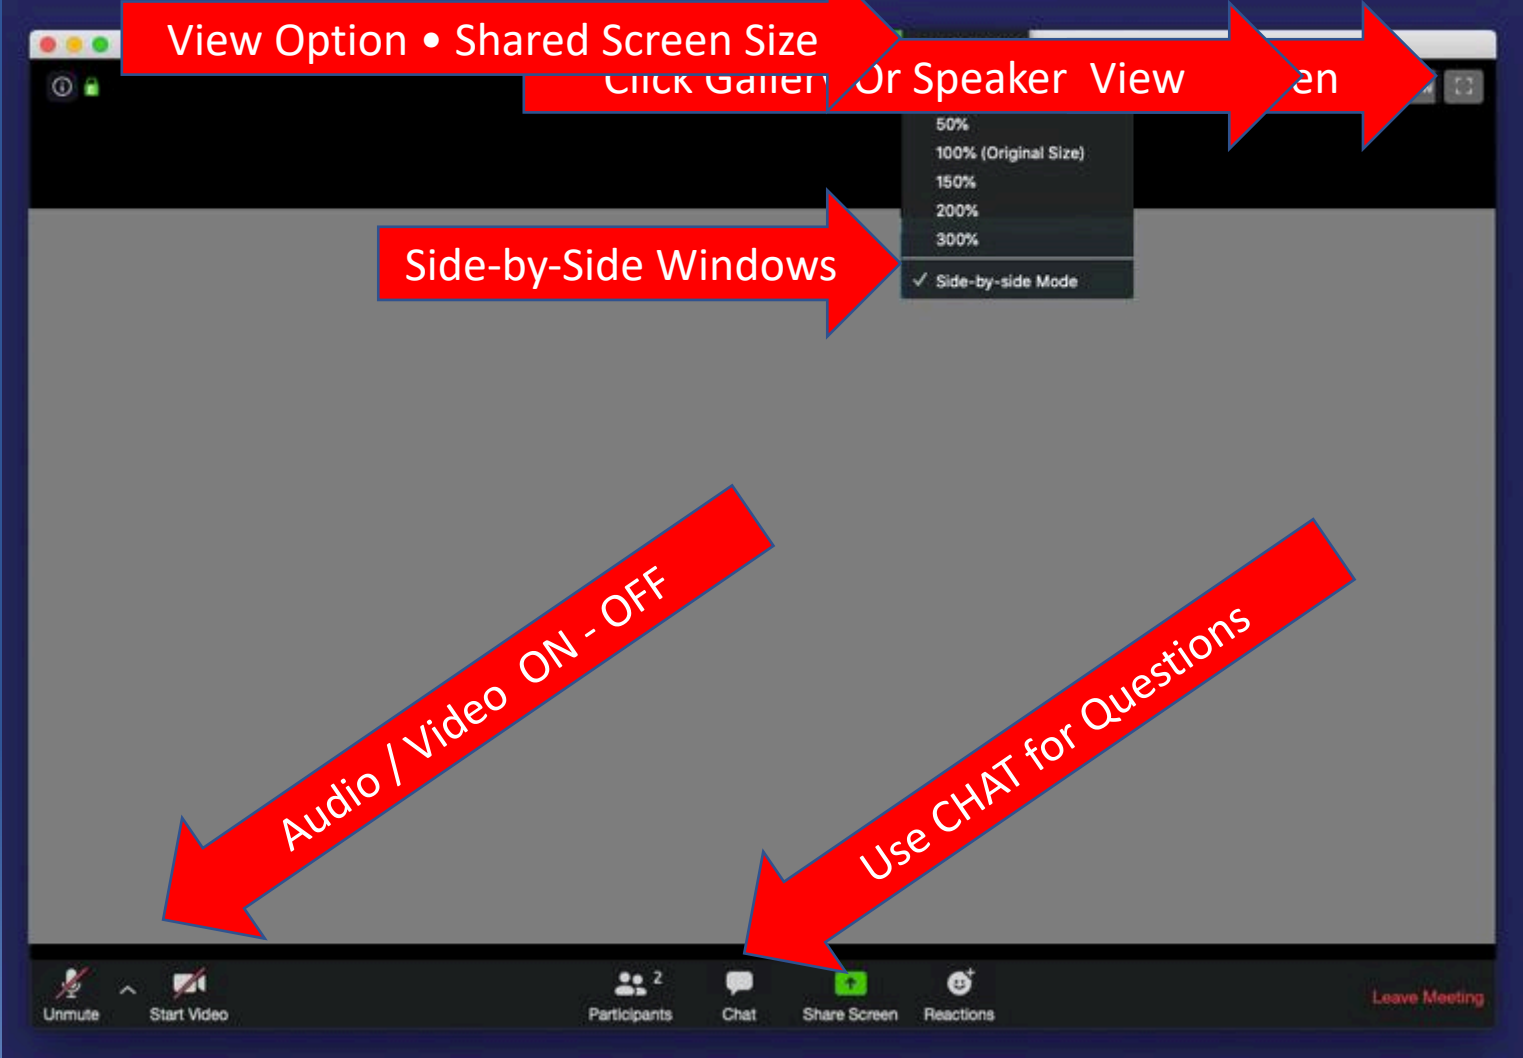 View Option • Shared Screen Size
Click Gallery Or Speaker View
en
50%
100% (Original Size)
150%
200%
300%
Side-by-Side Windows
✓ Side-by-side Mode
Audio / Video ON - OFF
Use CHAT for Questions
2
Unmute
Start Video
Participants
Chat
Share Screen
Reactions
Leave Meeting